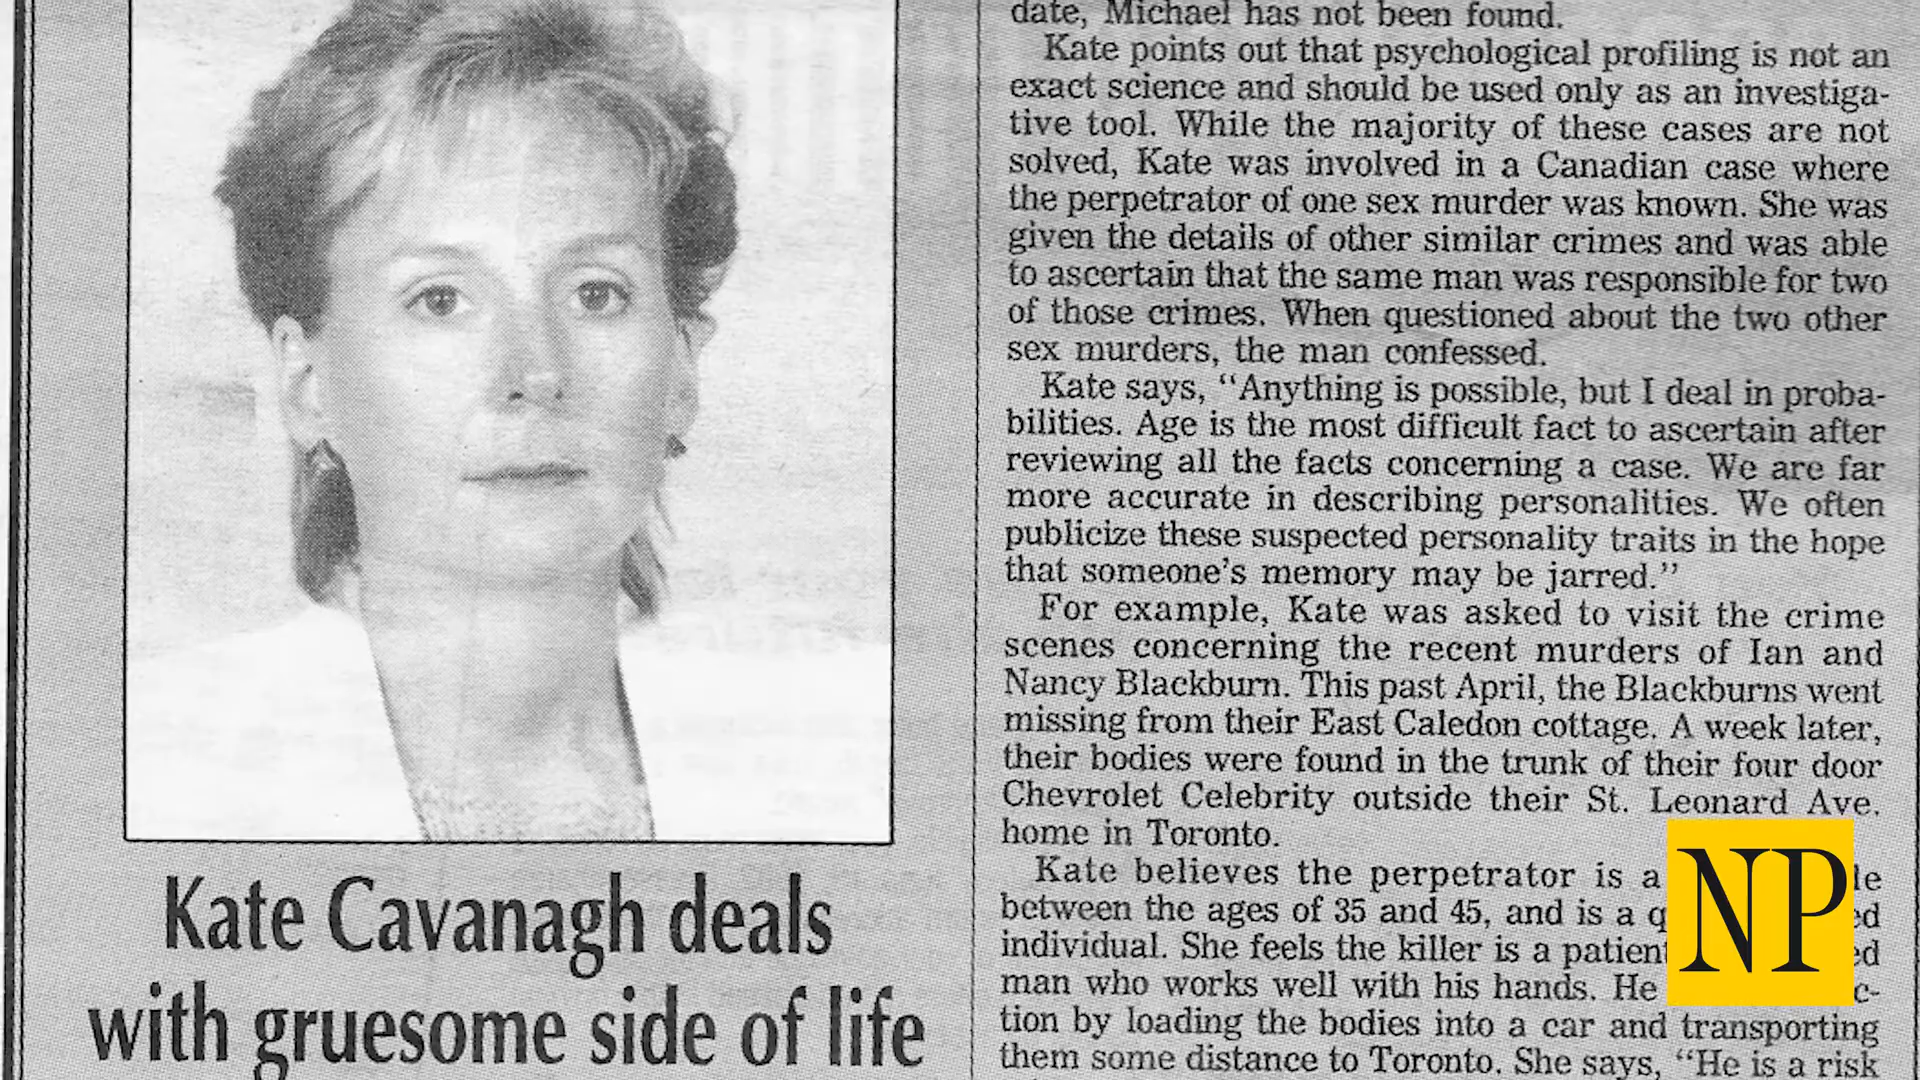 Kate Cavanagh deals
with gruesome side of life
date, Michael has not been found.
Kate points out that psychological profiling is not an
exact science and should be used only as an investiga-
tive tool. While the majority of these cases are not
solved, Kate was involved in a Canadian case where
the perpetrator of one sex murder was known. She was
given the details of other similar crimes and was able
to ascertain that the same man was responsible for two
of those crimes. When questioned about the two other
sex murders, the man confessed.
Kate says, “Anything is possible, but I deal in proba-
bilities. Age is the most difficult fact to ascertain after
reviewing all the facts concerning a case. We are far
more accurate in describing personalities. We often
publicize these suspected personality traits in the hope
that someone’s memory may be jarred.”
For example, Kate was asked to visit the crime
scenes concerning the recent murders of Ian and
Nancy Blackburn. This past April, the Blackburns went
missing from their East Caledon cottage. A week later,
their bodies were found in the trunk of their four door
Chevrolet Celebrity outside their St. Leonard Ave.
home in Toronto.
Kate believes the perpetrator is a
between the ages of 35 and 45, and is a
individual. She feels the killer is a patient
man who works well with his hands. He
tion by loading the bodies into a car and transporting
them some distance to Toronto. She says, “He is a risk
NP